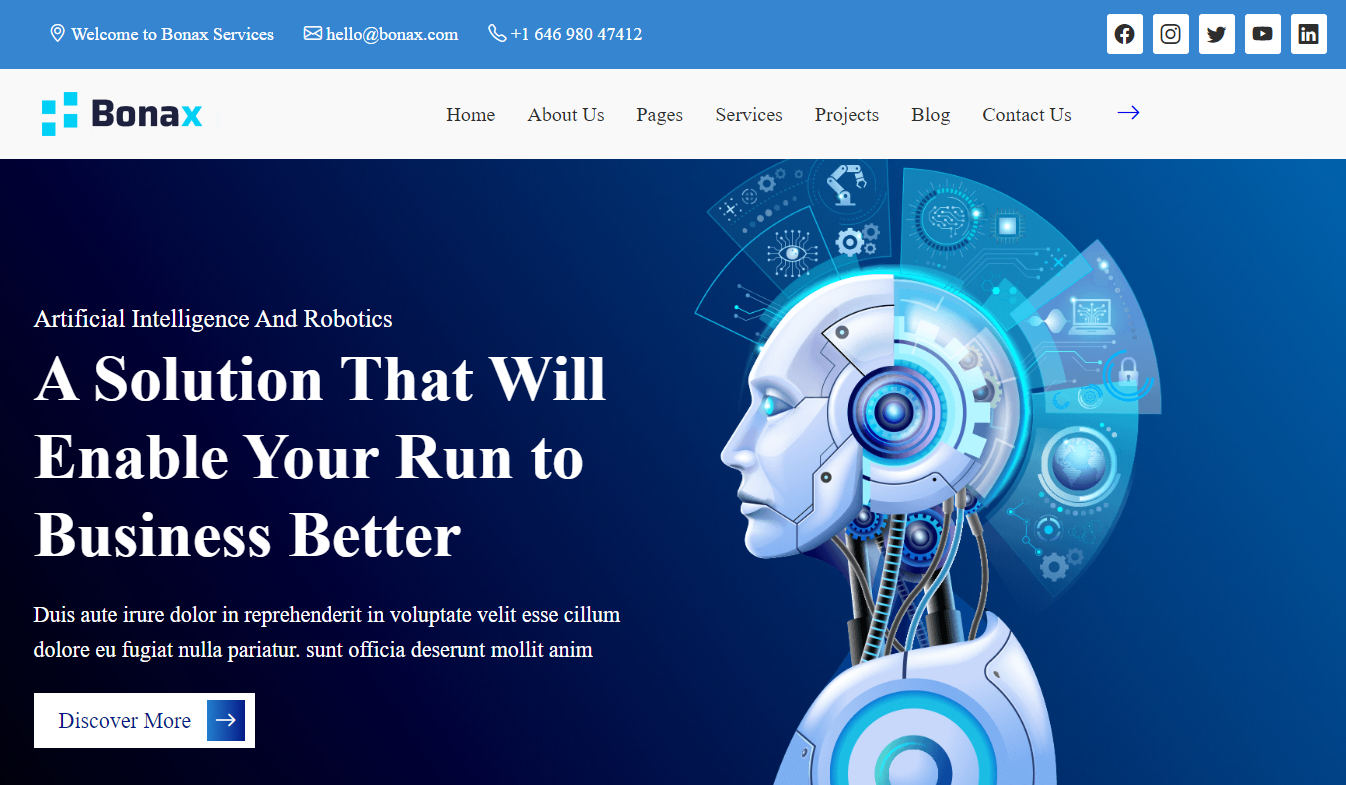 Welcome to Bonax Services hello@bonax.com +1 646 980 47412
Bonax
Home About Us Pages Services Projects Blog Contact Us
Artificial Intelligence And Robotics
A Solution That Will
Enable Your Run to
Business Better
Duis aute irure dolor in reprehenderit in voluptate velit esse cillum
dolore eu fugiat nulla pariatur. sunt officia deserunt mollit anim
Discover More